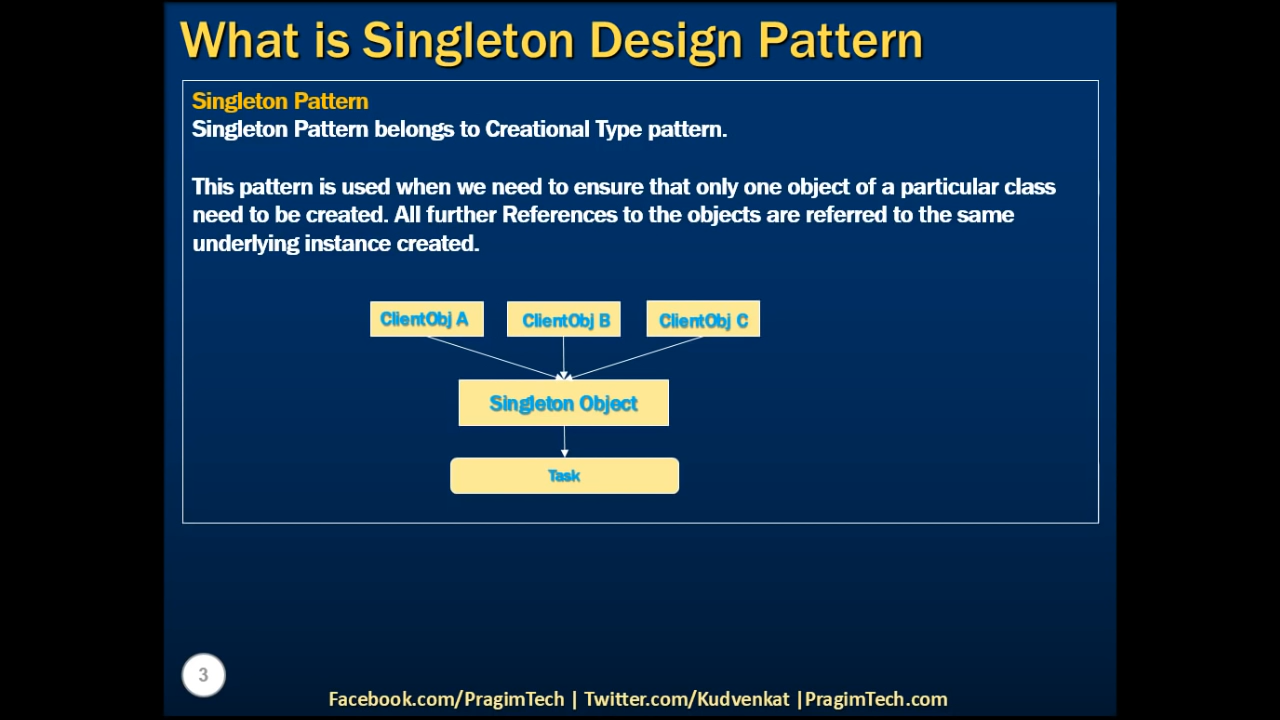 What is Singleton Design Pattern
Singleton Pattern
Singleton Pattern belongs to Creational Type pattern.
This pattern is used when we need to ensure that only one object of a particular class
need to be created. All further References to the objects are referred to the same
underlying instance created.
ClientObj A
ClientObj B
ClientObj C
Singleton Object
Task
3
Facebook.com/PragimTech | Twitter.com/Kudvenkat |PragimTech.com